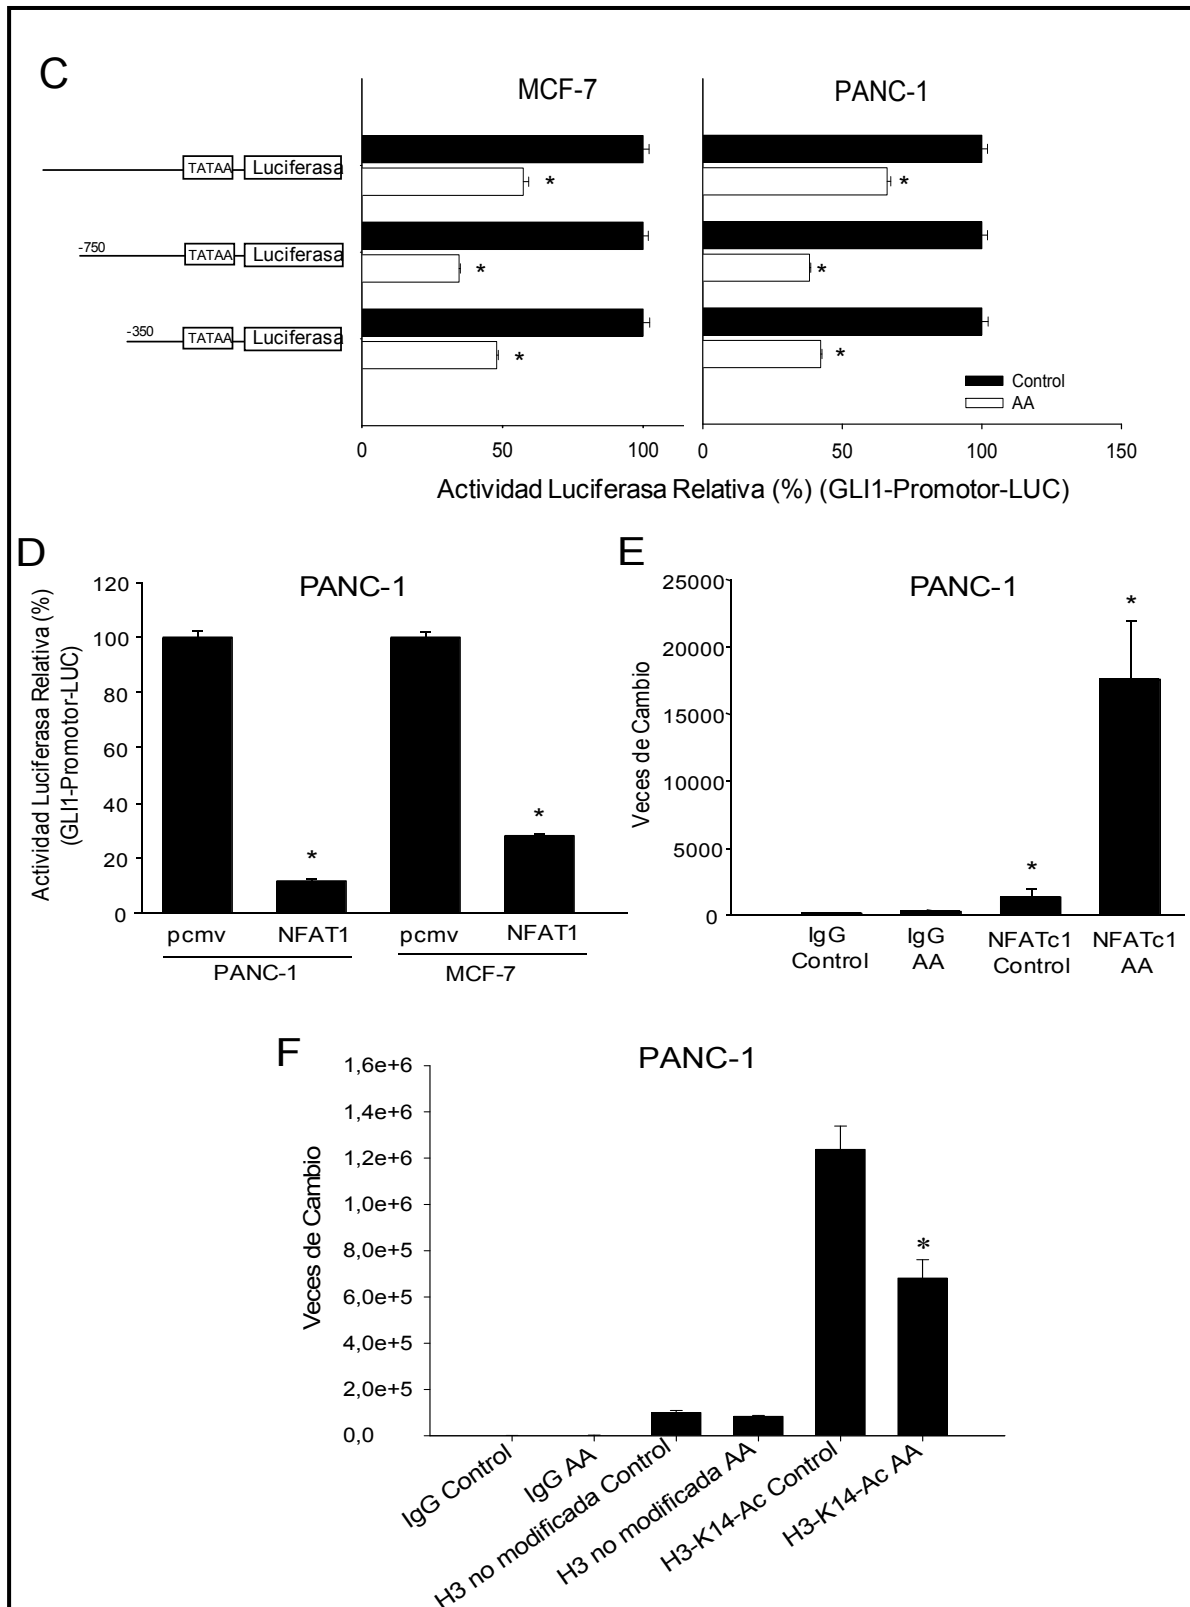 C
MCF-7
PANC-1
TATAA
Luciferasa
-750
TATAA
Luciferasa
-350
TATAA
Luciferasa
*
*
*
*
*
*
Control
AA
0
50
100
0
50
100
150
Actividad Luciferasa Relativa (%) (GLI1-Promotor-LUC)
D
PANC-1
Actividad Luciferasa Relativa (%)
(GLI1-Promotor-LUC)
120
100
80
60
40
20
0
*
*
pcmv
NFAT1
pcmv
NFAT1
PANC-1
MCF-7
E
PANC-1
Veces de Cambio
25000
20000
15000
10000
5000
0
*
*
IgG
Control
IgG
AA
NFATc1
Control
NFATc1
AA
F
PANC-1
Veces de Cambio
1,6e+6
1,4e+6
1,2e+6
1,0e+6
8,0e+5
6,0e+5
4,0e+5
2,0e+5
0,0
*
IgG Control
IgG AA
H3 no modificada Control
H3 no modificada AA
H3-K14-Ac Control
H3-K14-Ac AA